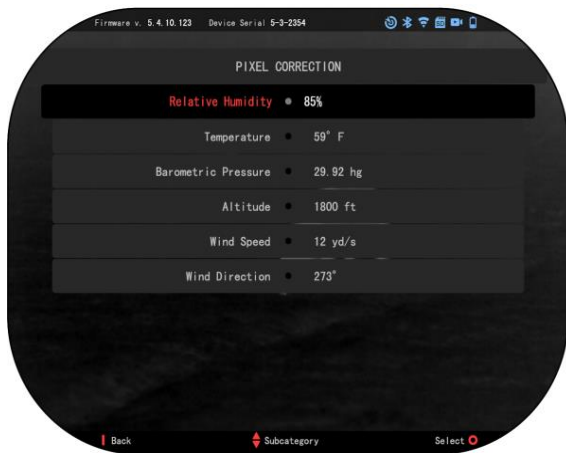 Firmware v. 5.4.10.123 Device Serial 5-3-2354
PIXEL CORRECTION
Relative Humidity 85%
Temperature 59° F
Barometric Pressure 29.92 hg
Altitude 1800 ft
Wind Speed 12 yd/s
Wind Direction 273°
Back Subcategory Select